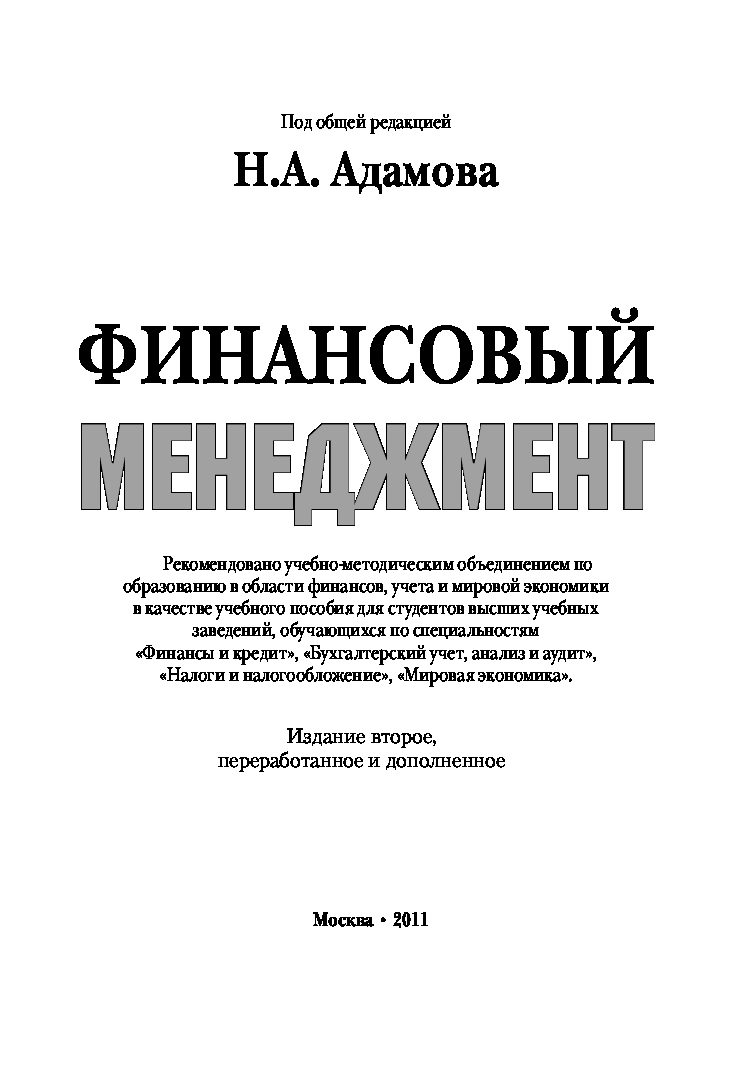 Под общей редакцией
Н.А. Адамова
ФИНАНСОВЫЙ
МЕНЕДЖМЕНТ
Рекомендовано учебно-методическим объединением по
образованию в области финансов, учета и мировой экономики
в качестве учебного пособия для студентов высших учебных
заведений, обучающихся по специальностям
«Финансы и кредит», «Бухгалтерский учет, анализ и аудит»,
«Налоги и налогообложение», «Мировая экономика».
Издание второе,
переработанное и дополненное
Москва • 2011